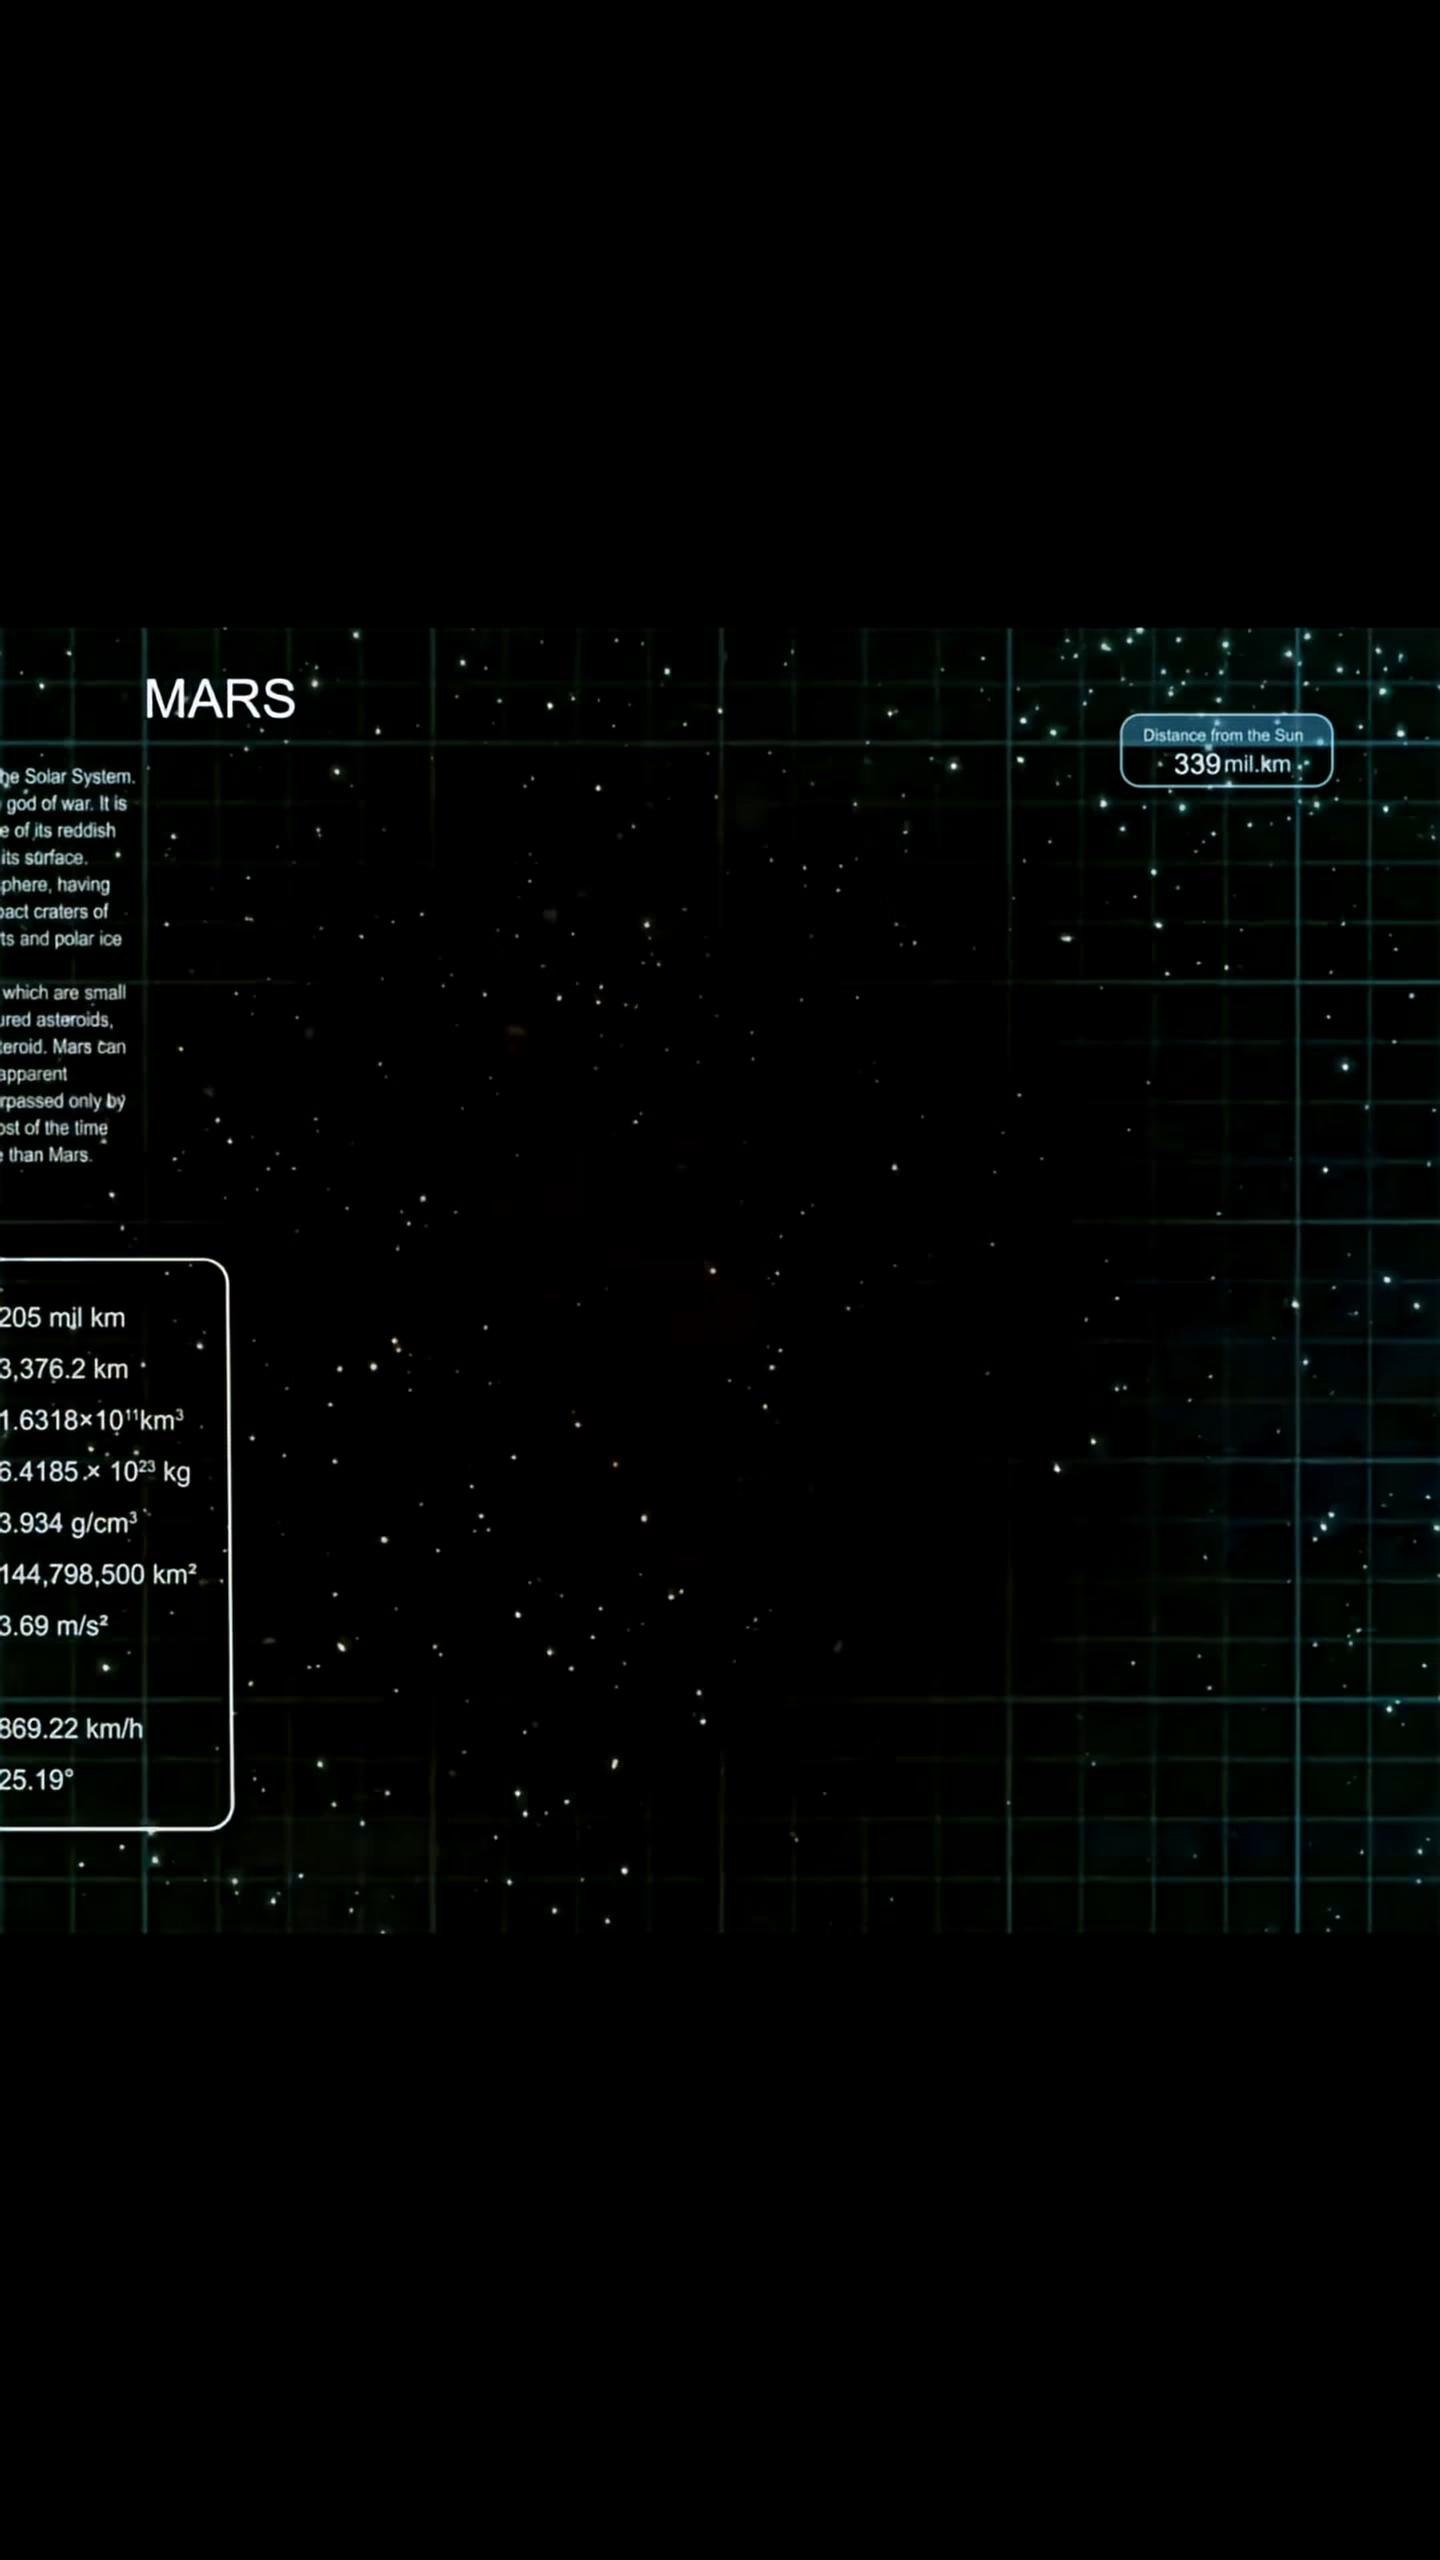 MARS
Distance from the Sun
339 mil.km
he Solar System.
god of war. It is
e of its reddish
its surface.
sphere, having
pact craters of
ts and polar ice
which are small
ured asteroids,
teroid. Mars can
apparent
rpassed only by
ost of the time
e than Mars.
205 mil km
3,376.2 km
1.6318×10¹¹km³
6.4185 × 10²³ kg
3.934 g/cm³
144,798,500 km²
3.69 m/s²
869.22 km/h
25.19°